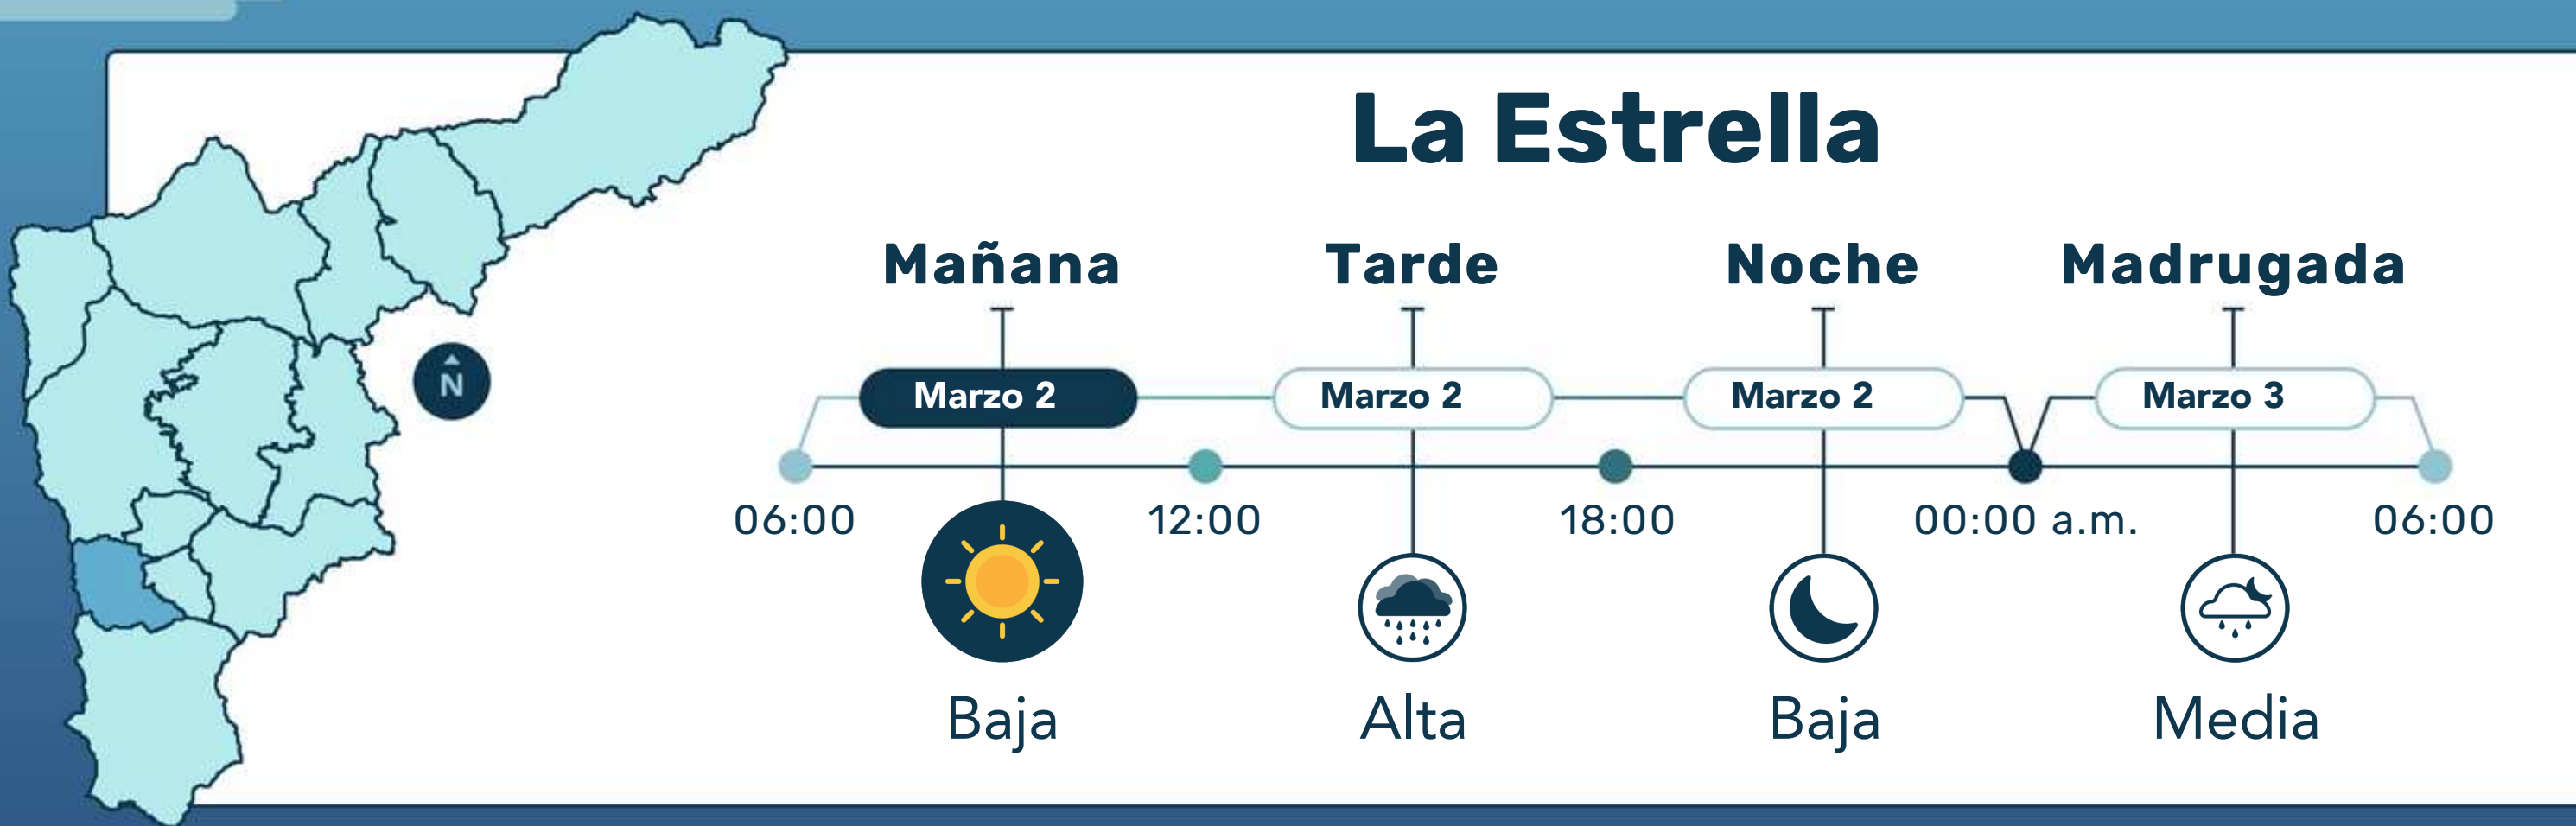 La Estrella
Mañana Tarde Noche Madrugada
N
Marzo 2 Marzo 2 Marzo 2 Marzo 3
06:00 12:00 18:00 00:00 a.m. 06:00
Baja Alta Baja Media